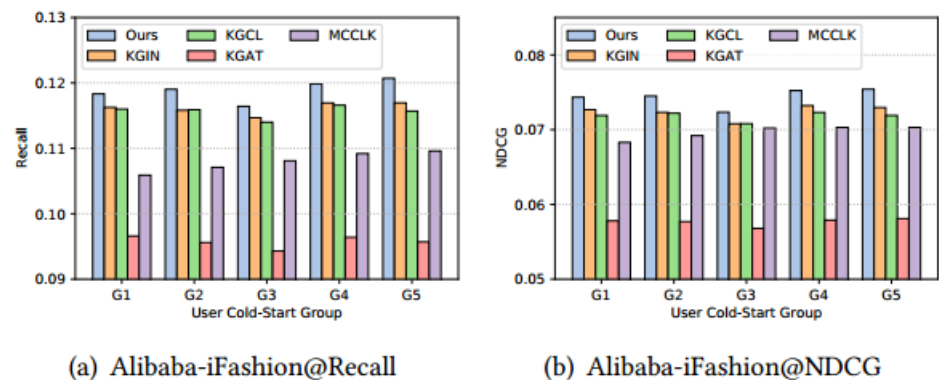 0.13
0.12
0.11
0.10
0.09
Recall
Ours
KGCL
MCCLK
KGIN
KGAT
G1 G2 G3 G4 G5
User Cold-Start Group
(a) Alibaba-iFashion@Recall
0.08
0.07
0.06
0.05
NDCG
Ours
KGCL
MCCLK
KGIN
KGAT
G1 G2 G3 G4 G5
User Cold-Start Group
(b) Alibaba-iFashion@NDCG